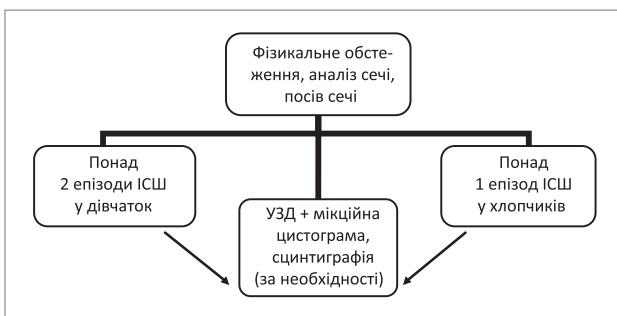 Фізикальне обсте-
ження, аналіз сечі,
посів сечі
Понад
2 епізоди ІСШ
у дівчаток
УЗД + мікційна
цистограма,
сцинтиграфія
(за необхідності)
Понад
1 епізод ІСШ
у хлопчиків